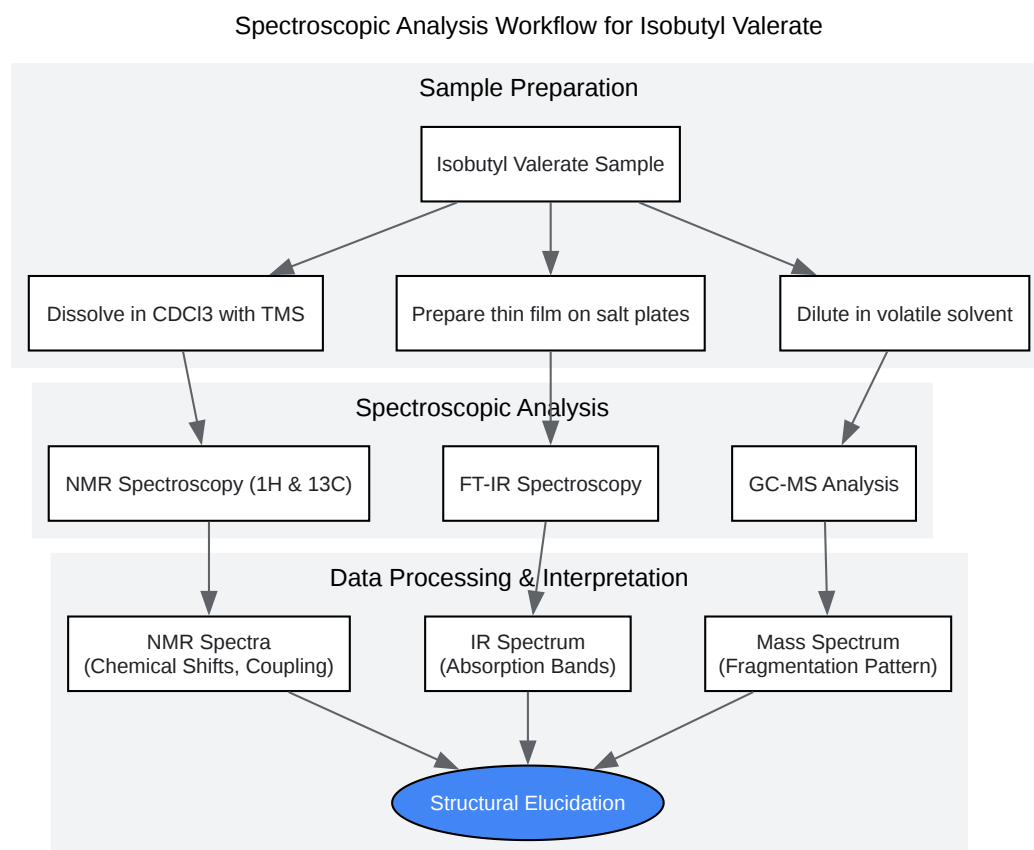 Spectroscopic Analysis Workflow for Isobutyl Valerate
Sample Preparation
Isobutyl Valerate Sample
Dissolve in CDCl3 with TMS
Prepare thin film on salt plates
Dilute in volatile solvent
Spectroscopic Analysis
NMR Spectroscopy (1H & 13C)
FT-IR Spectroscopy
GC-MS Analysis
Data Processing & Interpretation
NMR Spectra
(Chemical Shifts, Coupling)
IR Spectrum
(Absorption Bands)
Mass Spectrum
(Fragmentation Pattern)
Structural Elucidation